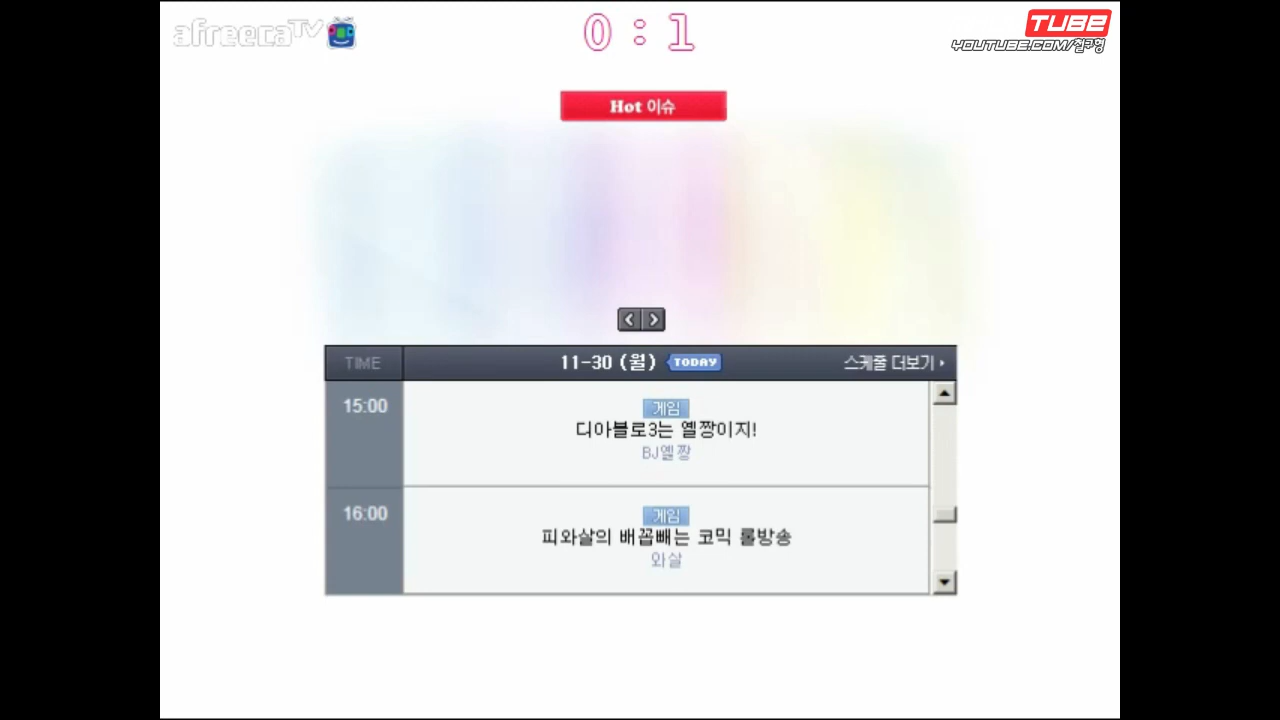 afreecaTV
0 : 1
TUBE
YOUTUBE.COM/철구형
Hot 이슈
TIME
11-30 (월) TODAY
스케줄 더보기
15:00
게임
디아블로3는 옐짱이지!
BJ옐짱
16:00
게임
피와살의 배꼽빼는 코믹 롤방송
와살